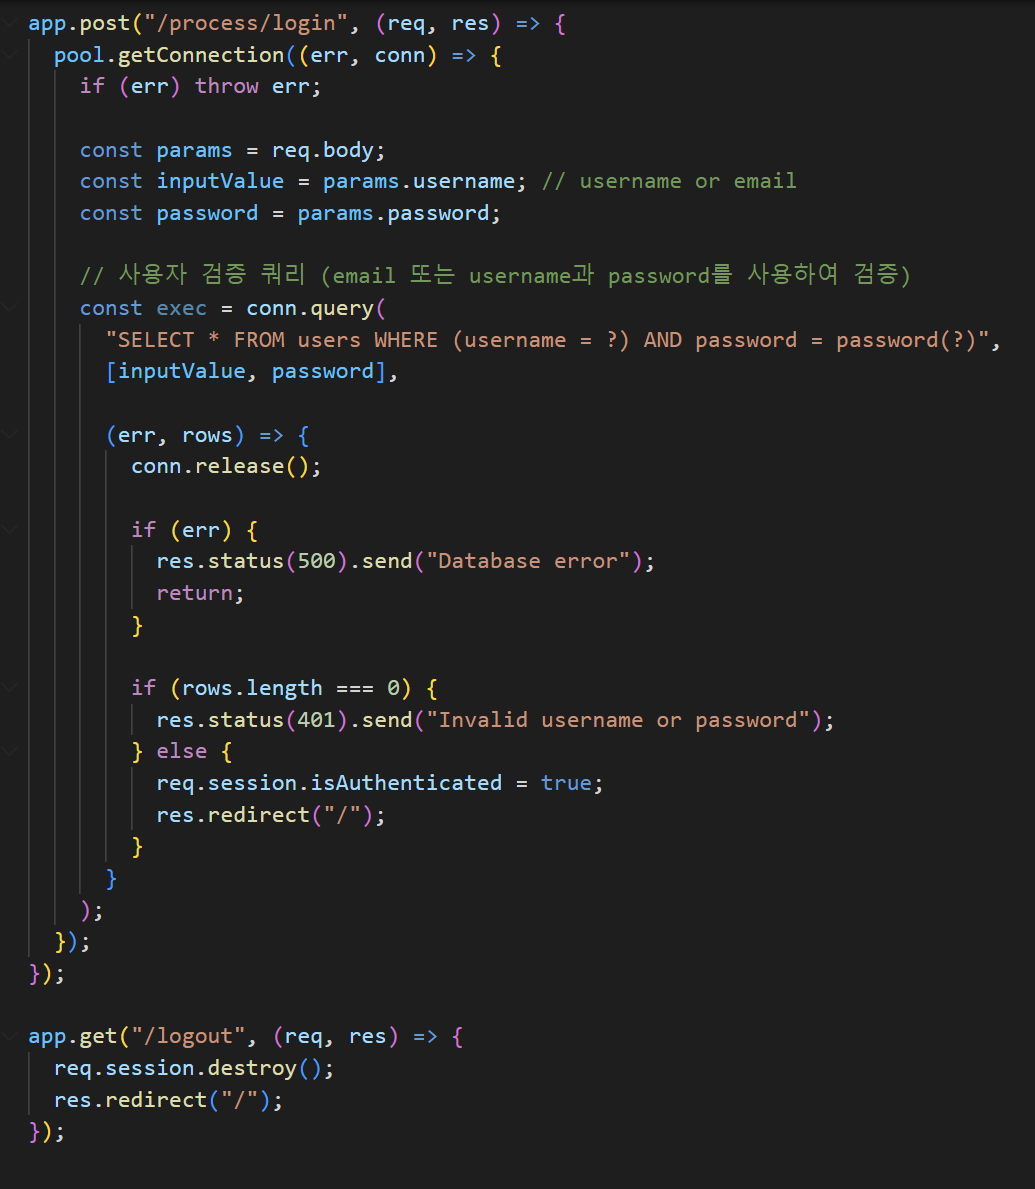 app.post("/process/login", (req, res) => {
pool.getConnection((err, conn) => {
if (err) throw err;
const params = req.body;
const inputValue = params.username; // username or email
const password = params.password;
// 사용자 검증 쿼리 (email 또는 username과 password를 사용하여 검증)
const exec = conn.query(
"SELECT * FROM users WHERE (username = ?) AND password = password(?)",
[inputValue, password],
(err, rows) => {
conn.release();
if (err) {
res.status(500).send("Database error");
return;
}
if (rows.length === 0) {
res.status(401).send("Invalid username or password");
} else {
req.session.isAuthenticated = true;
res.redirect("/");
}
}
);
});
});
app.get("/logout", (req, res) => {
req.session.destroy();
res.redirect("/");
});